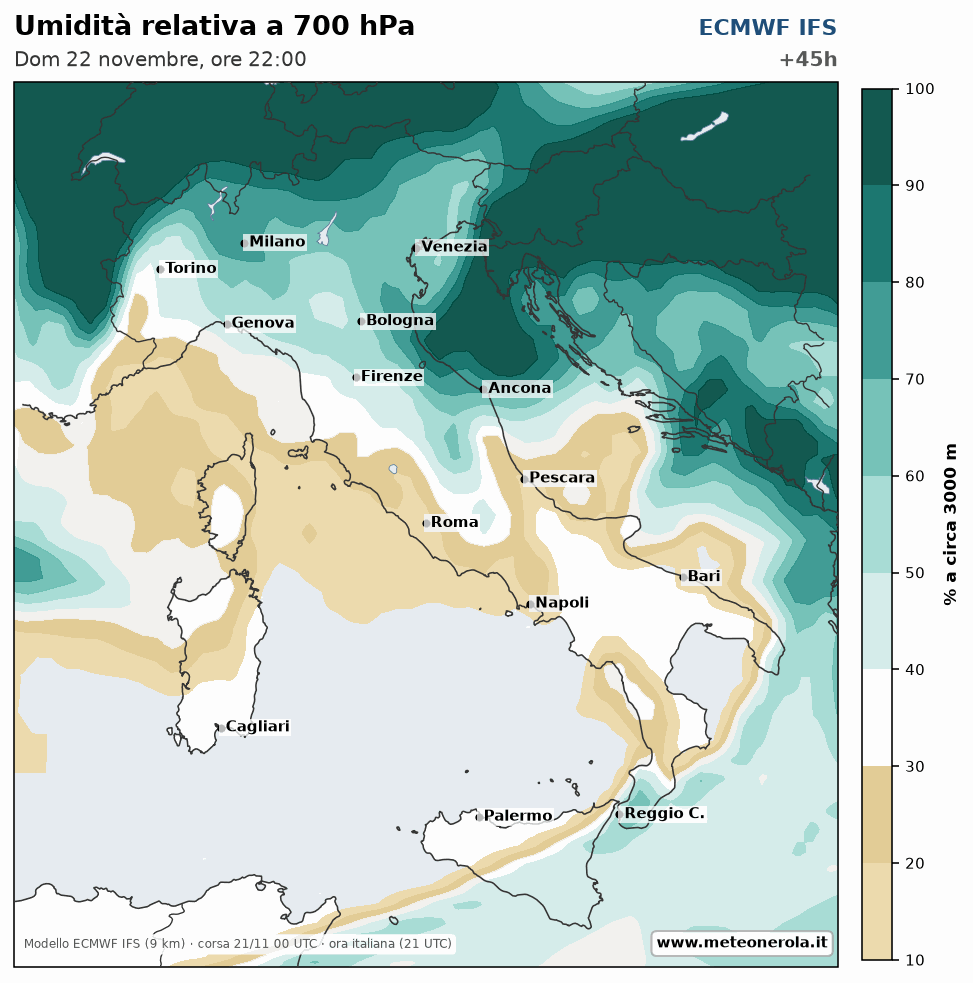 Umidità relativa a 700 hPa
ECMWF IFS
Dom 22 novembre, ore 22:00
+45h
Milano
Venezia
Torino
Genova
Bologna
Firenze
Ancona
Pescara
Roma
Bari
Napoli
Cagliari
Palermo
Reggio C.
100
90
80
70
60
50
40
30
20
10
% a circa 3000 m
Modello ECMWF IFS (9 km) · corsa 21/11 00 UTC · ora italiana (21 UTC)
www.meteonerola.it